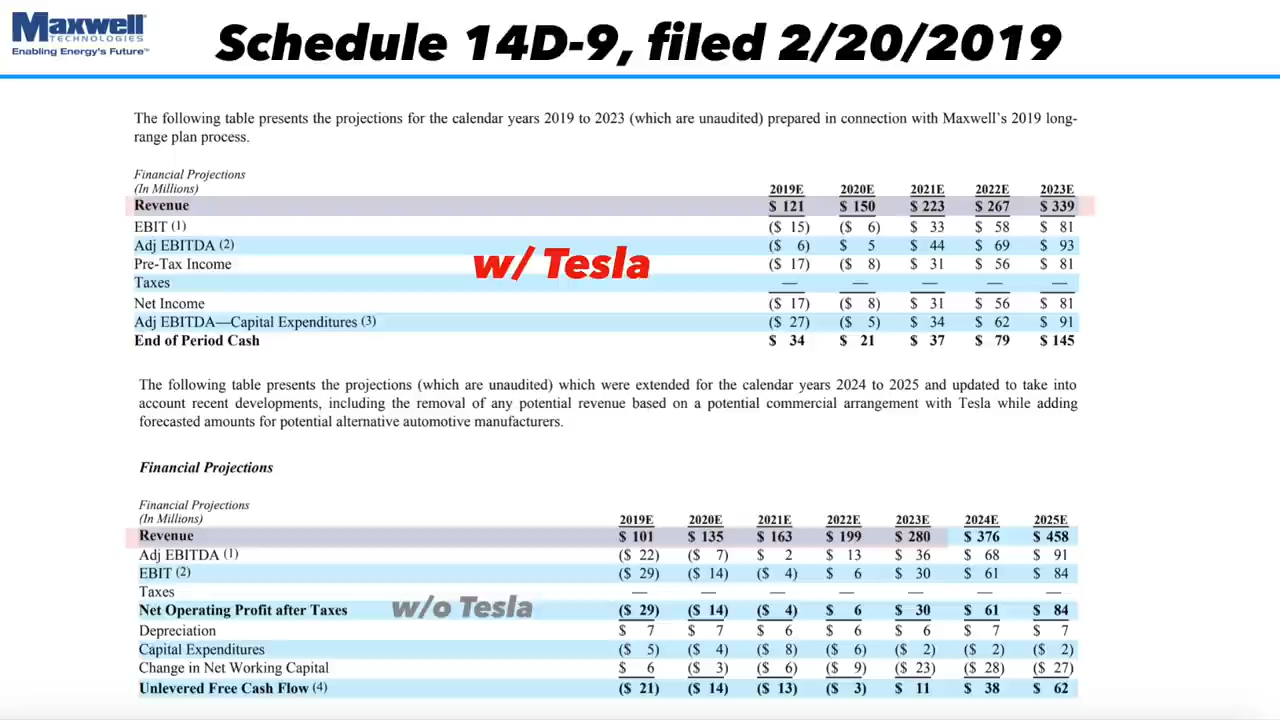 Maxwell
TECHNOLOGIES
Enabling Energy's Future™
Schedule 14D-9, filed 2/20/2019
The following table presents the projections for the calendar years 2019 to 2023 (which are unaudited) prepared in connection with Maxwell's 2019 long-
range plan process.
Financial Projections
(In Millions) 2019E 2020E 2021E 2022E 2023E
Revenue $ 121 $ 150 $ 223 $ 267 $ 339
EBIT (1) ($ 15) ($ 6) $ 33 $ 58 $ 81
Adj EBITDA (2) ($ 6) $ 5 $ 44 $ 69 $ 93
w/ Tesla
Pre-Tax Income ($ 17) ($ 8) $ 31 $ 56 $ 81
Taxes — — — — —
Net Income ($ 17) ($ 8) $ 31 $ 56 $ 81
Adj EBITDA—Capital Expenditures (3) ($ 27) ($ 5) $ 34 $ 62 $ 91
End of Period Cash $ 34 $ 21 $ 37 $ 79 $ 145
The following table presents the projections (which are unaudited) which were extended for the calendar years 2024 to 2025 and updated to take into
account recent developments, including the removal of any potential revenue based on a potential commercial arrangement with Tesla while adding
forecasted amounts for potential alternative automotive manufacturers.
Financial Projections
Financial Projections
(In Millions) 2019E 2020E 2021E 2022E 2023E 2024E 2025E
Revenue $ 101 $ 135 $ 163 $ 199 $ 280 $ 376 $ 458
Adj EBITDA (1) ($ 22) ($ 7) $ 2 $ 13 $ 36 $ 68 $ 91
EBIT (2) ($ 29) ($ 14) ($ 4) $ 6 $ 30 $ 61 $ 84
Taxes — — — — — — —
Net Operating Profit after Taxes ($ 29) ($ 14) ($ 4) $ 6 $ 30 $ 61 $ 84
w/o Tesla
Depreciation $ 7 $ 7 $ 6 $ 6 $ 6 $ 7 $ 7
Capital Expenditures ($ 5) ($ 4) ($ 8) ($ 6) ($ 2) ($ 2) ($ 2)
Change in Net Working Capital $ 6 ($ 3) ($ 6) ($ 9) ($ 23) ($ 28) ($ 27)
Unlevered Free Cash Flow (4) ($ 21) ($ 14) ($ 13) ($ 3) $ 11 $ 38 $ 62